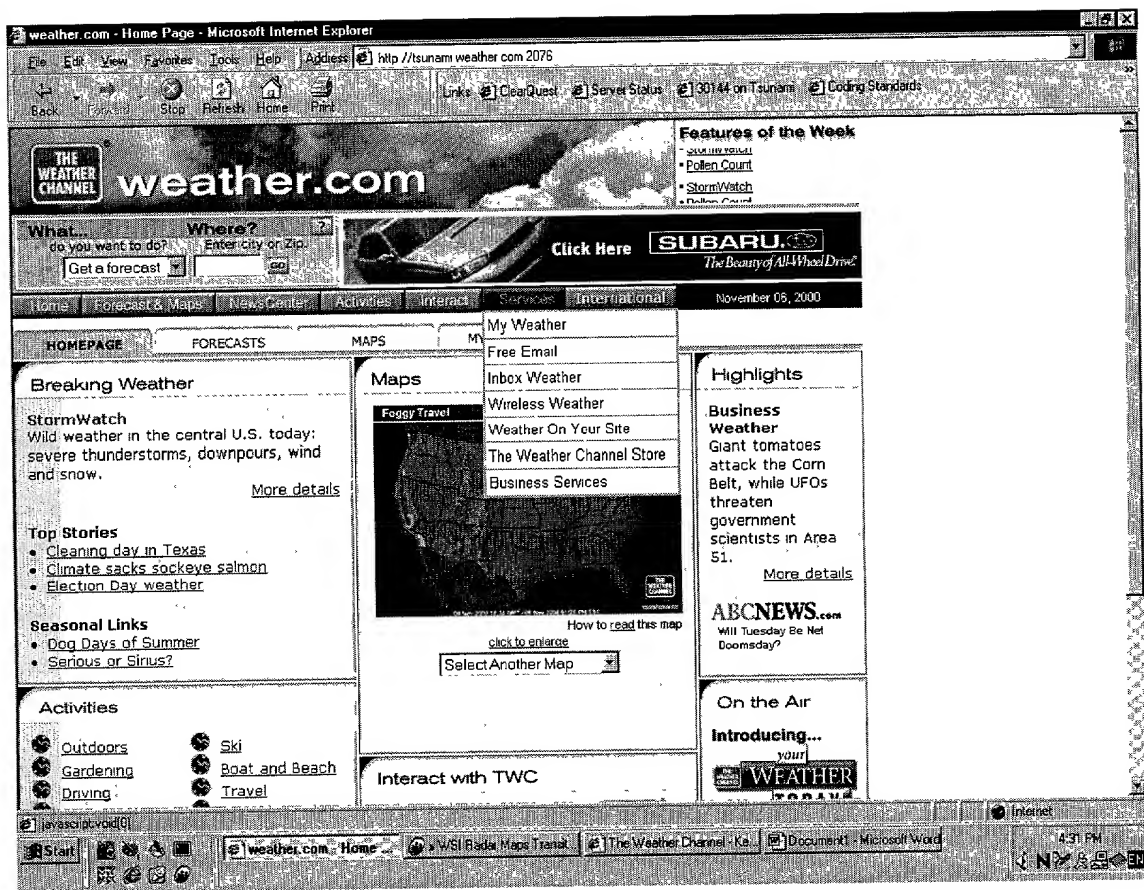 weather.com - Home Page - Microsoft Internet Explorer
File Edit View Favorites Tools Help Address http //tsunami weather com 2076
Back Forward Stop Refresh Home Print Links ClearQuest Server Status 30144 on Tsunami Coding Standards
THE WEATHER CHANNEL
weather.com
Features of the Week
StormWatch
Pollen Count
StormWatch
Pollen Count
What... Where? ?
do you want to do? Enter city or Zip.
Get a forecast GO
Click Here SUBARU.
The Beauty of All-Wheel Drive
Home Forecast & Maps NewsCenter Activities Interact Services International November 06, 2000
HOMEPAGE FORECASTS MAPS MY
My Weather
Free Email
Inbox Weather
Wireless Weather
Weather On Your Site
The Weather Channel Store
Business Services
Breaking Weather
StormWatch
Wild weather in the central U.S. today:
severe thunderstorms, downpours, wind
and snow.
More details
Top Stories
• Cleaning day in Texas
• Climate sacks sockeye salmon
• Election Day weather
Seasonal Links
• Dog Days of Summer
• Serious or Sirius?
Activities
Outdoors Ski
Gardening Boat and Beach
Driving Travel
Maps
Foggy Travel
THE WEATHER CHANNEL
How to read this map
click to enlarge
Select Another Map
Interact with TWC
Highlights
Business
Weather
Giant tomatoes
attack the Corn
Belt, while UFOs
threaten
government
scientists in Area
51.
More details
ABCNEWS.com
Will Tuesday Be Net
Doomsday?
On the Air
Introducing...
your
WEATHER
TODAY
javascript:void(0)
Internet
Start weather.com - Home ... WSI Radar Maps Transit The Weather Channel - Ke... Document1 - Microsoft Word 4:31 PM